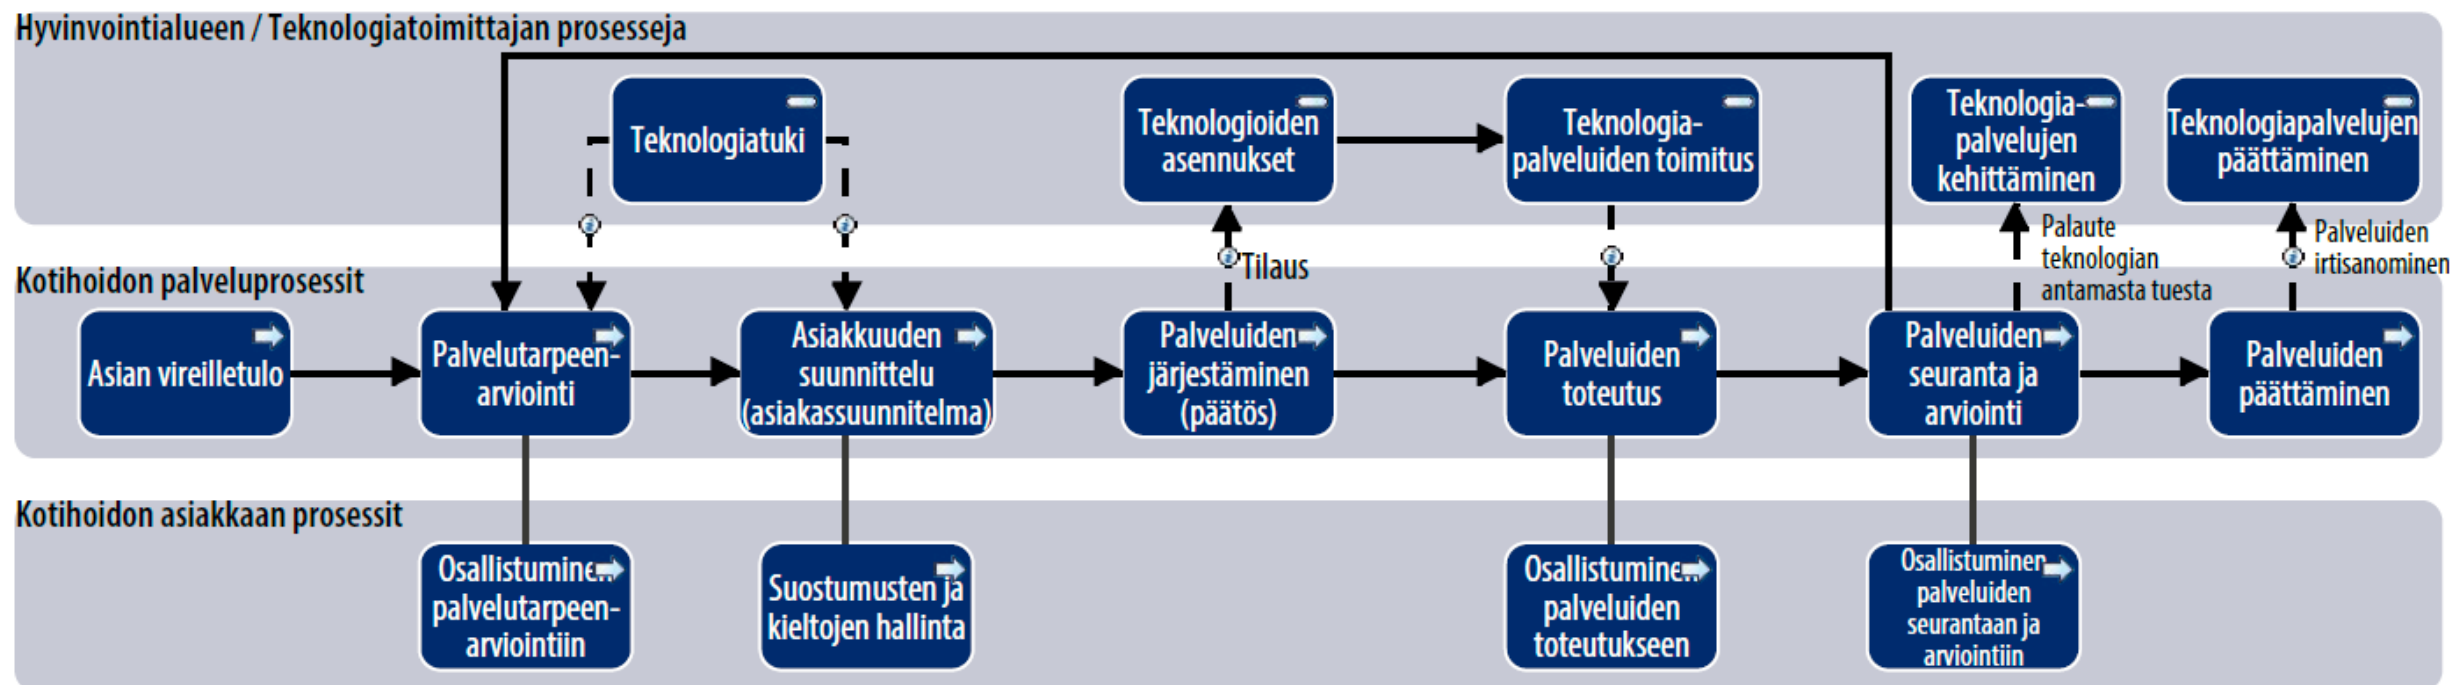 Hyvinvointialueen / Teknologiatoimittajan prosesseja
Teknologiatuki
Teknologioiden
asennukset
Teknologia-
palveluiden toimitus
Teknologia-
palvelujen
kehittäminen
Teknologiapalvelujen
päättäminen
Tilaus
Palaute
teknologian
antamasta tuesta
Palveluiden
irtisanominen
Kotihoidon palveluprosessit
Asian vireilletulo
Palvelutarpeen-
arviointi
Asiakkuuden
suunnittelu
(asiakassuunnitelma)
Palveluiden
järjestäminen
(päätös)
Palveluiden
toteutus
Palveluiden
seuranta ja
arviointi
Palveluiden
päättäminen
Kotihoidon asiakkaan prosessit
Osallistuminen
palvelutarpeen-
arviointiin
Suostumusten ja
kieltojen hallinta
Osallistuminen
palveluiden
toteutukseen
Osallistuminen
palveluiden
seurantaan ja
arviointiin